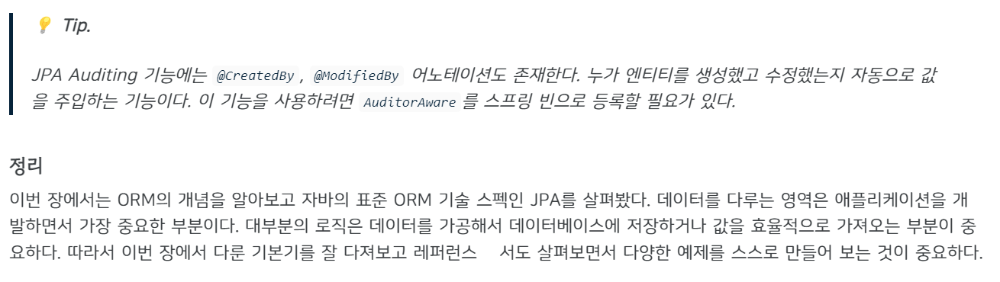 💡 Tip.
JPA Auditing 기능에는 @CreatedBy, @ModifiedBy 어노테이션도 존재한다. 누가 엔티티를 생성했고 수정했는지 자동으로 값
을 주입하는 기능이다. 이 기능을 사용하려면 AuditorAware를 스프링 빈으로 등록할 필요가 있다.
정리
이번 장에서는 ORM의 개념을 알아보고 자바의 표준 ORM 기술 스펙인 JPA를 살펴봤다. 데이터를 다루는 영역은 애플리케이션을 개
발하면서 가장 중요한 부분이다. 대부분의 로직은 데이터를 가공해서 데이터베이스에 저장하거나 값을 효율적으로 가져오는 부분이 중
요하다. 따라서 이번 장에서 다룬 기본기를 잘 다져보고 레퍼런스 서도 살펴보면서 다양한 예제를 스스로 만들어 보는 것이 중요하다.